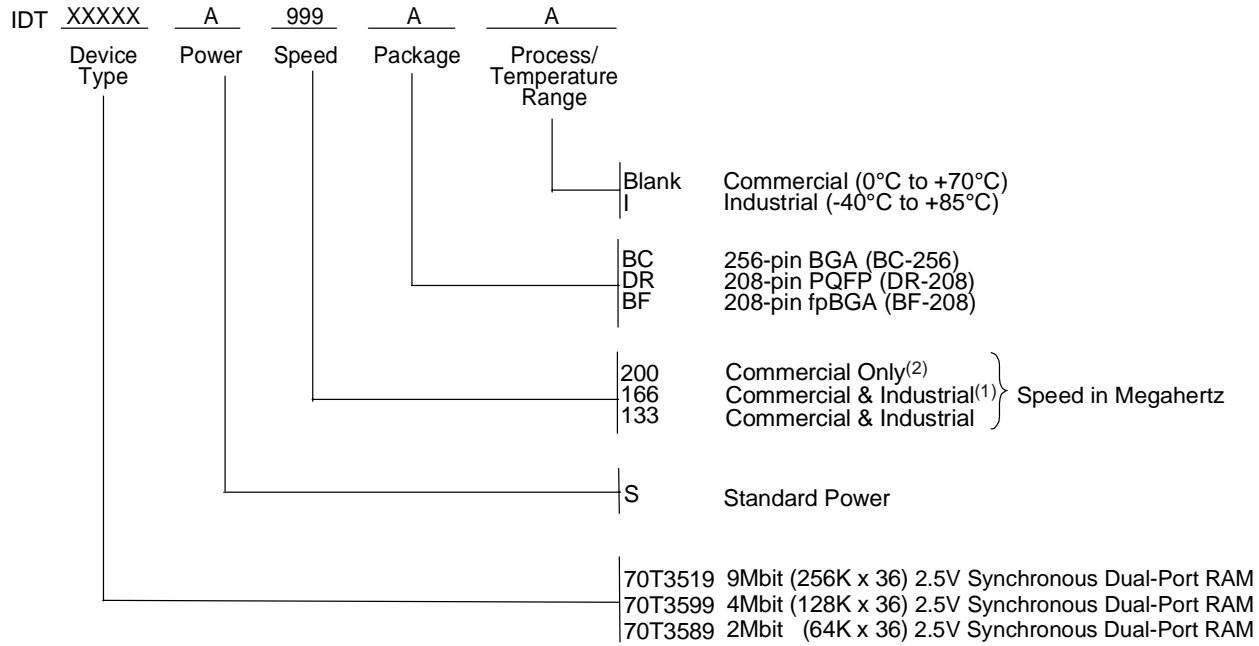 IDT XXXXX A 999 A A
Device Type Power Speed Package Process/ Temperature Range
Blank Commercial (0°C to +70°C)
I Industrial (-40°C to +85°C)
BC 256-pin BGA (BC-256)
DR 208-pin PQFP (DR-208)
BF 208-pin fpBGA (BF-208)
200 Commercial Only(2)
166 Commercial & Industrial(1) Speed in Megahertz
133 Commercial & Industrial
S Standard Power
70T3519 9Mbit (256K x 36) 2.5V Synchronous Dual-Port RAM
70T3599 4Mbit (128K x 36) 2.5V Synchronous Dual-Port RAM
70T3589 2Mbit (64K x 36) 2.5V Synchronous Dual-Port RAM